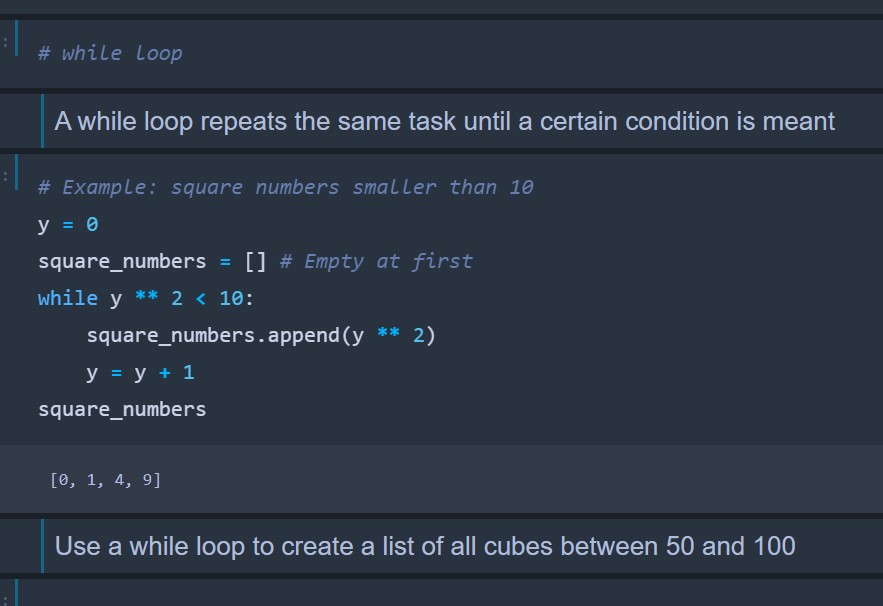 # while loop
A while loop repeats the same task until a certain condition is meant
# Example: square numbers smaller than 10
y = 0
square_numbers = [] # Empty at first
while y ** 2 < 10:
    square_numbers.append(y ** 2)
    y = y + 1
square_numbers
[0, 1, 4, 9]
Use a while loop to create a list of all cubes between 50 and 100